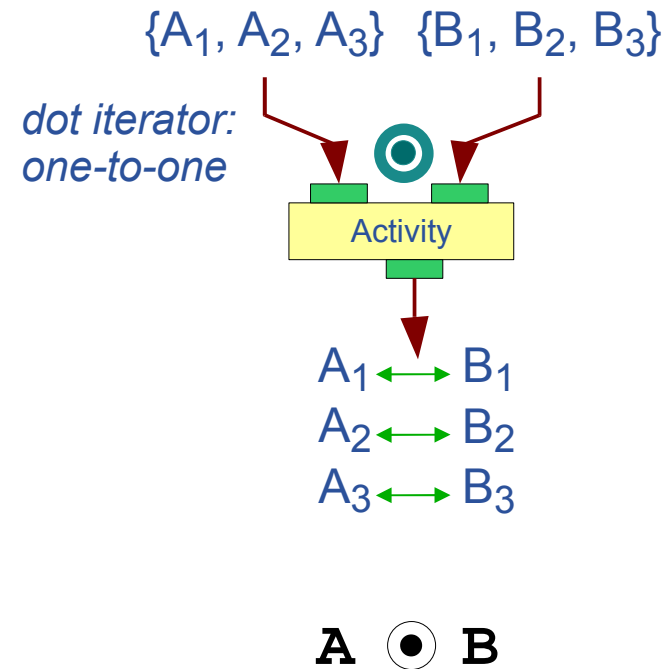 {A₁, A₂, A₃} {B₁, B₂, B₃}
dot iterator:
one-to-one
Activity
A₁ ↔ B₁
A₂ ↔ B₂
A₃ ↔ B₃
A ⊙ B